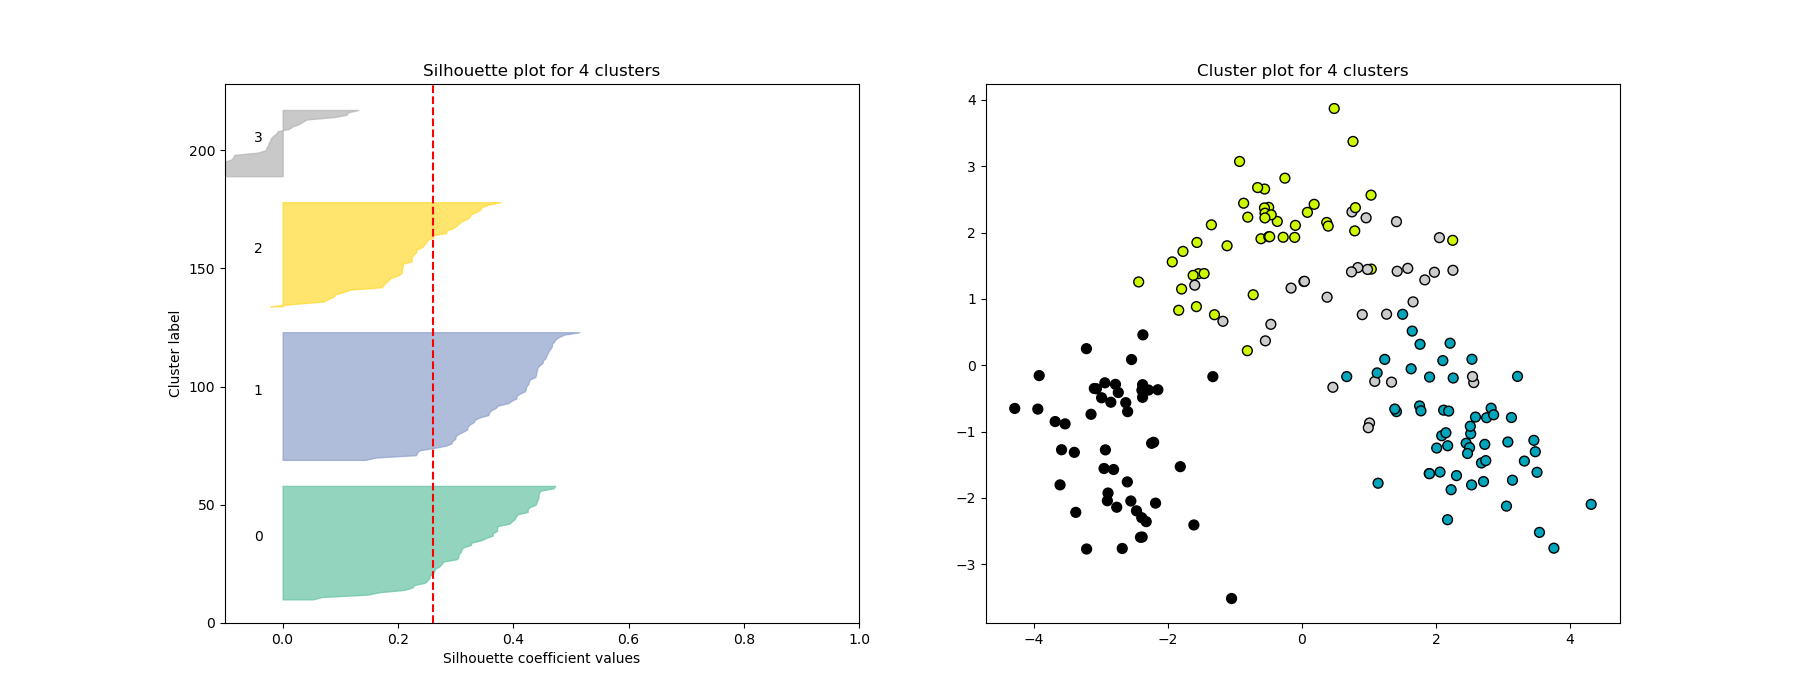 Silhouette plot for 4 clusters
Cluster label
200
150
100
50
0
3
2
1
0
0.0 0.2 0.4 0.6 0.8 1.0
Silhouette coefficient values
Cluster plot for 4 clusters
4
3
2
1
0
−1
−2
−3
−4 −2 0 2 4